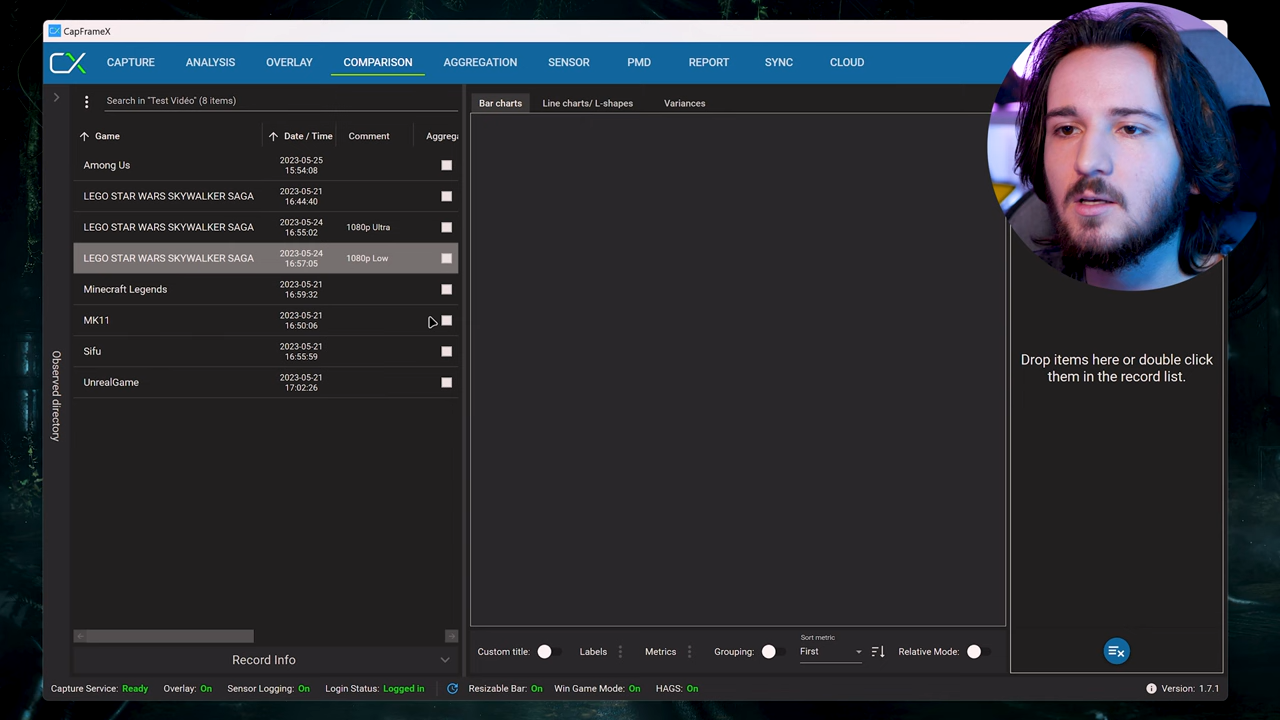 CapFrameX
CX
CAPTURE ANALYSIS OVERLAY COMPARISON AGGREGATION SENSOR PMD REPORT SYNC CLOUD
Search in "Test Vidéo" (8 items)
Bar charts Line charts/ L-shapes Variances
Game Date / Time Comment Aggrega
Among Us 2023-05-25 15:54:08
LEGO STAR WARS SKYWALKER SAGA 2023-05-21 16:44:40
LEGO STAR WARS SKYWALKER SAGA 2023-05-24 16:55:02 1080p Ultra
LEGO STAR WARS SKYWALKER SAGA 2023-05-24 16:57:05 1080p Low
Minecraft Legends 2023-05-21 16:59:32
MK11 2023-05-21 16:50:06
Sifu 2023-05-21 16:55:59
UnrealGame 2023-05-21 17:02:26
Observed directory
Drop items here or double click
them in the record list.
Record Info
Custom title: Labels Metrics Grouping: Sort metric First Relative Mode:
Capture Service: Ready Overlay: On Sensor Logging: On Login Status: Logged in Resizable Bar: On Win Game Mode: On HAGS: On Version: 1.7.1